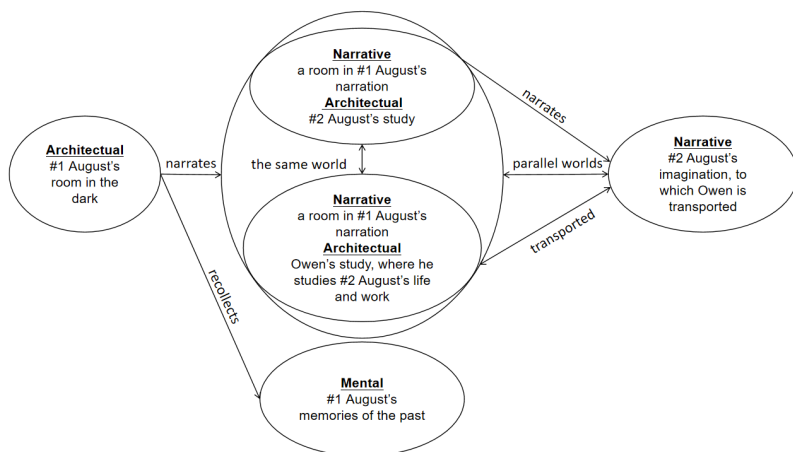 Narrative
a room in #1 August's
narration
Architectual
#2 August's study
narrates
Architectual
#1 August's
room in the
dark
narrates
the same world
parallel worlds
Narrative
#2 August's
imagination, to
which Owen is
transported
Narrative
a room in #1 August's
narration
Architectual
Owen's study, where he
studies #2 August's life
and work
transported
recollects
Mental
#1 August's
memories of the past